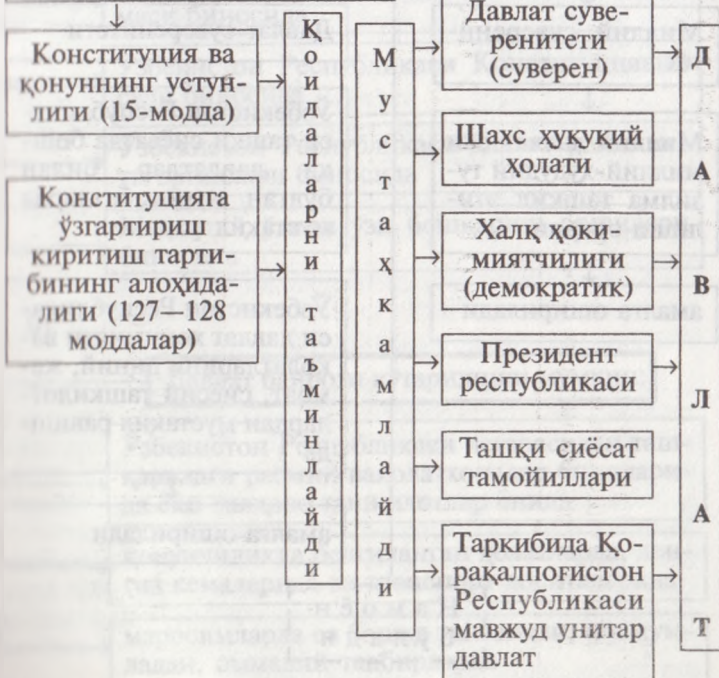 Конституция ва
қонуннинг устун-
лиги (15-модда)
Конституцияга
ўзгартириш
киритиш тарти-
бининг алоҳида-
лиги (127—128
моддалар)
Қоидаларни таъминлайди
Мустаҳкамлайди
Давлат суве-
ренитети
(суверен)
Шахс ҳуқуқий
ҳолати
Халқ ҳоки-
миятчилиги
(демократик)
Президент
республикаси
Ташқи сиёсат
тамойиллари
Таркибида Қо-
рақалпоғистон
Республикаси
мавжуд унитар
давлат
ДАВЛАТ